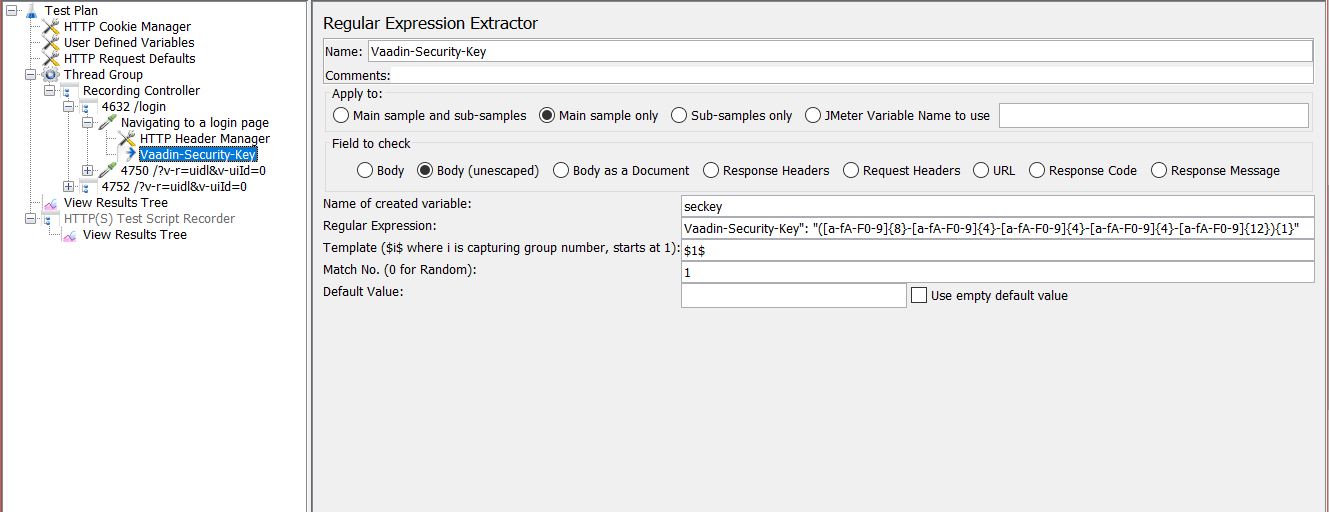 Test Plan
HTTP Cookie Manager
User Defined Variables
HTTP Request Defaults
Thread Group
Recording Controller
4632 /login
Navigating to a login page
HTTP Header Manager
Vaadin-Security-Key
4750 /?v-r=uidl&v-uiId=0
4752 /?v-r=uidl&v-uiId=0
View Results Tree
HTTP(S) Test Script Recorder
View Results Tree
Regular Expression Extractor
Name: Vaadin-Security-Key
Comments:
Apply to:
Main sample and sub-samples Main sample only Sub-samples only JMeter Variable Name to use
Field to check
Body Body (unescaped) Body as a Document Response Headers Request Headers URL Response Code Response Message
Name of created variable: seckey
Regular Expression: Vaadin-Security-Key": "([a-fA-F0-9]{8}-[a-fA-F0-9]{4}-[a-fA-F0-9]{4}-[a-fA-F0-9]{4}-[a-fA-F0-9]{12}){1}"
Template ($i$ where i is capturing group number, starts at 1): $1$
Match No. (0 for Random): 1
Default Value: Use empty default value